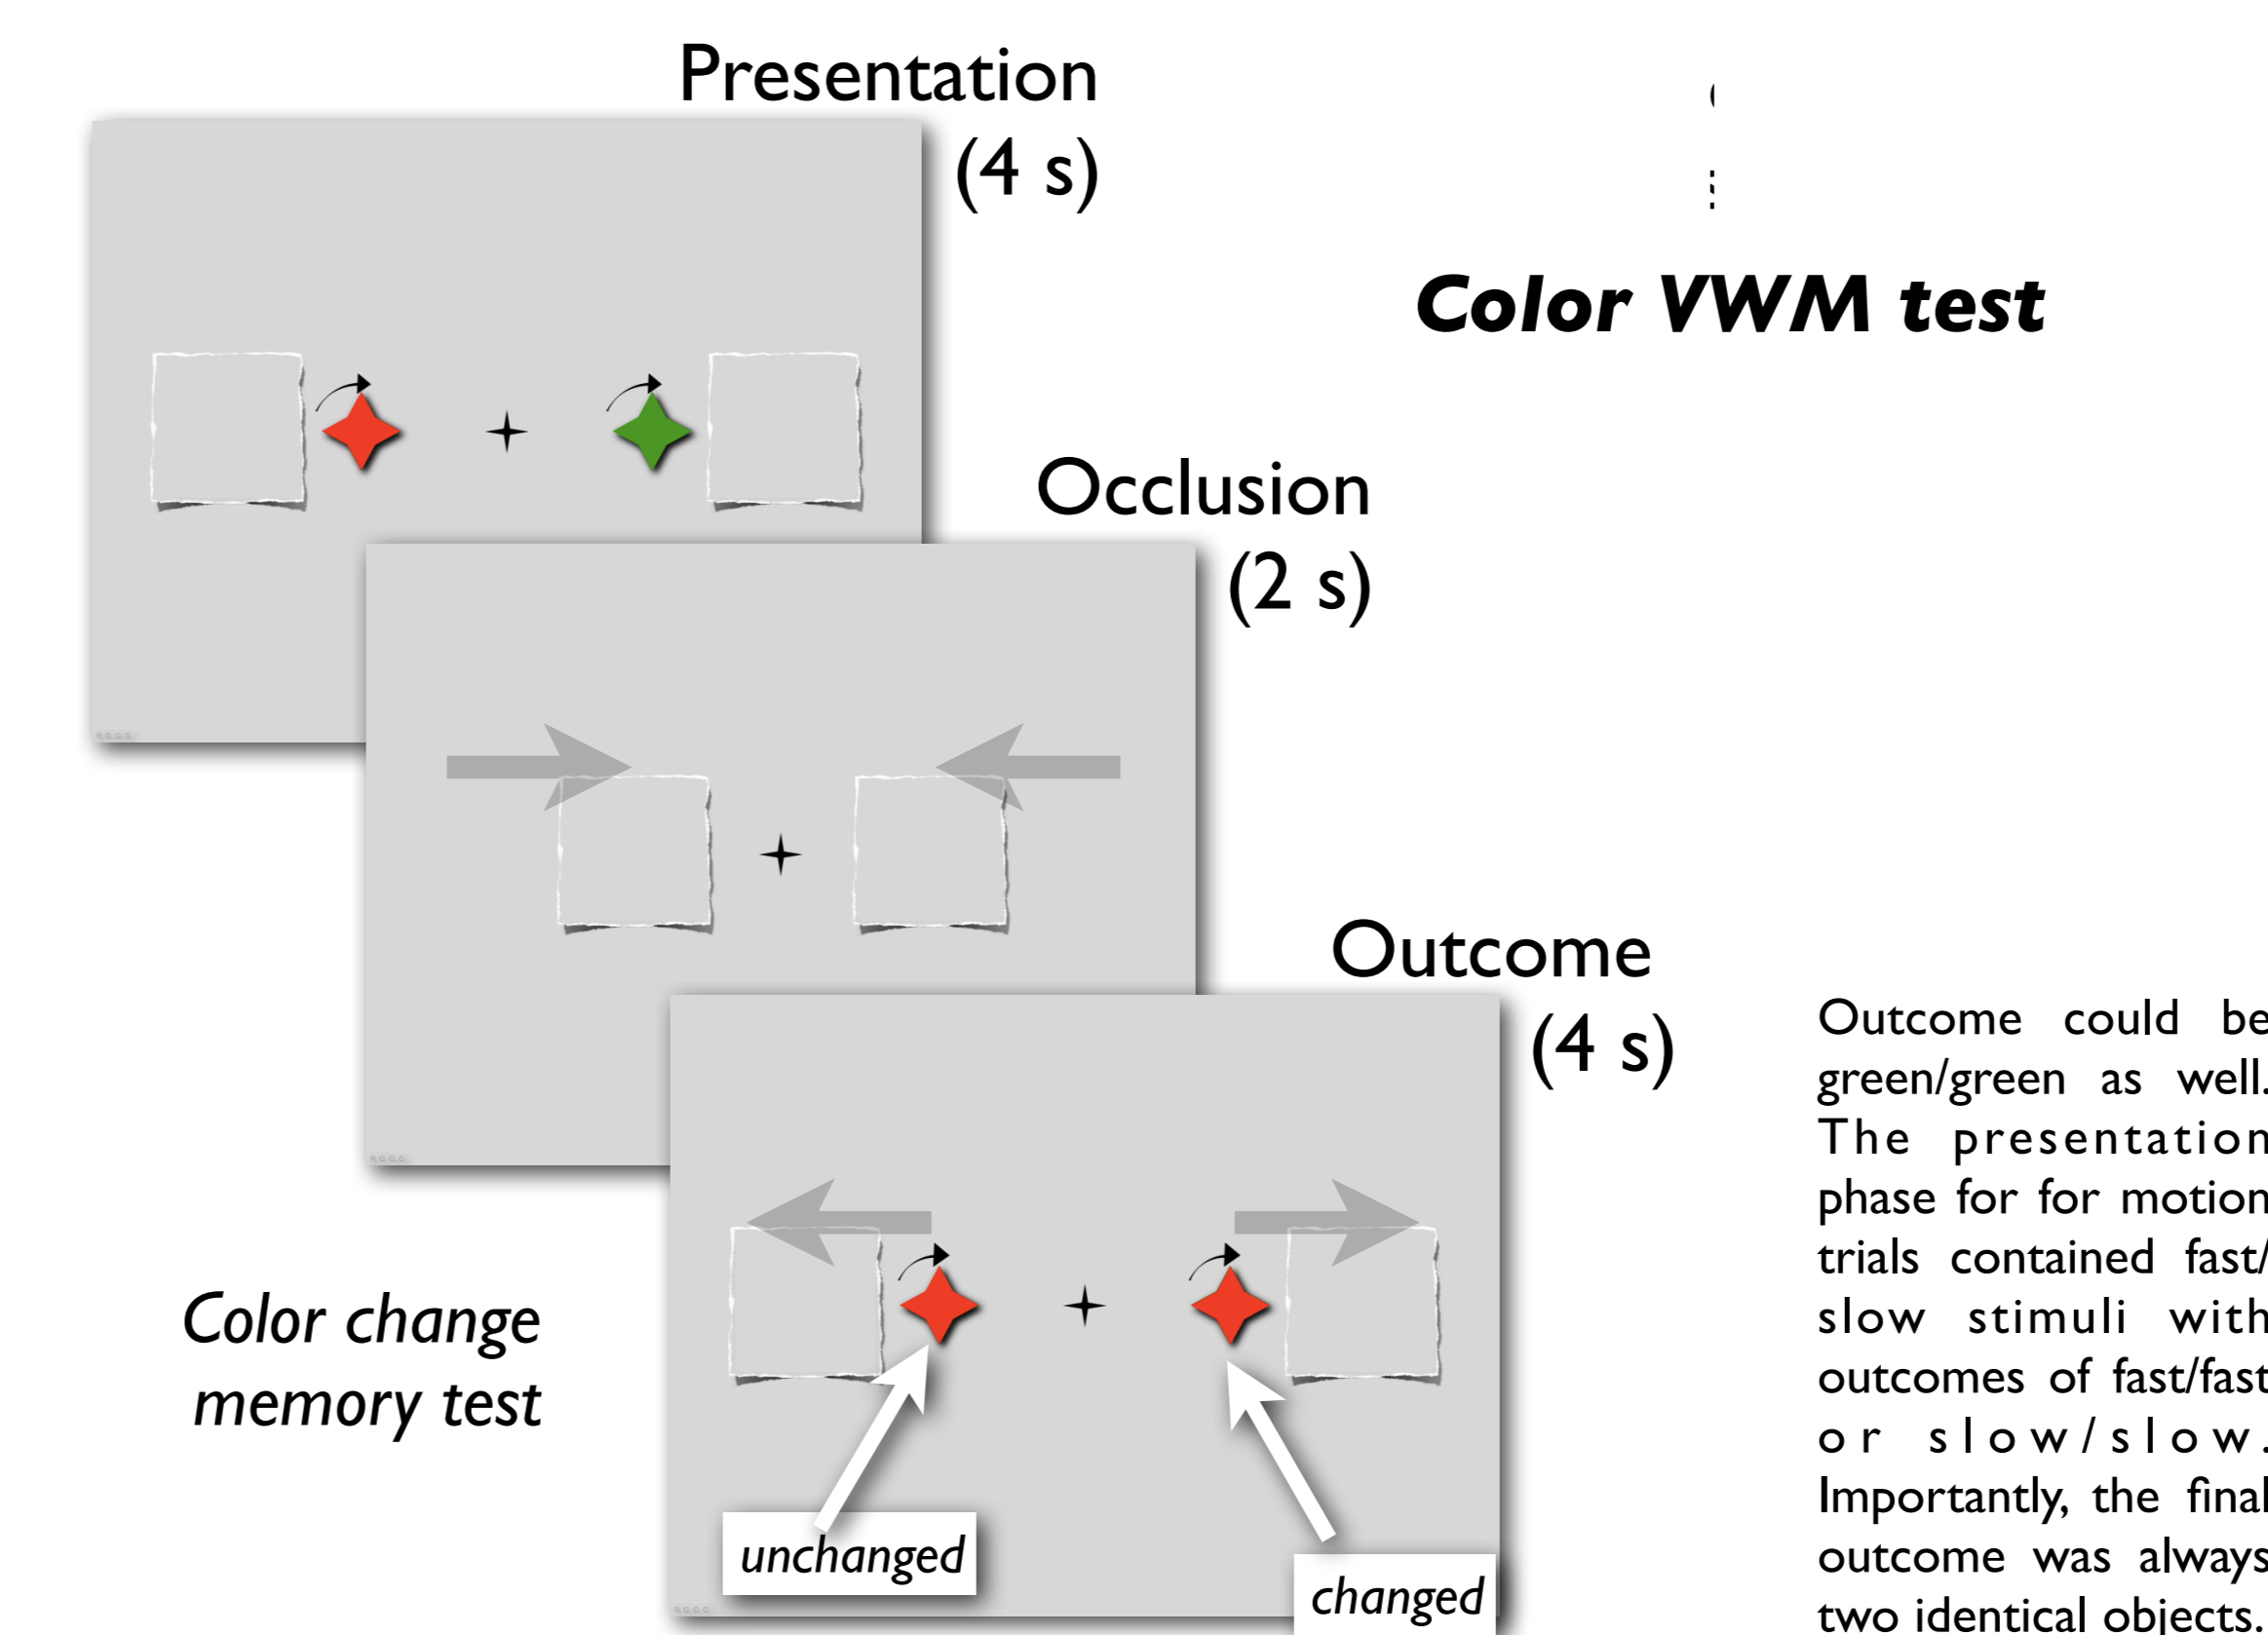 Presentation
(4 s)
Color VWM test
Occlusion
(2 s)
Outcome
(4 s)
Color change
memory test
unchanged
changed
Outcome could be
green/green as well.
The presentation
phase for for motion
trials contained fast/
slow stimuli with
outcomes of fast/fast
or slow/slow.
Importantly, the final
outcome was always
two identical objects.